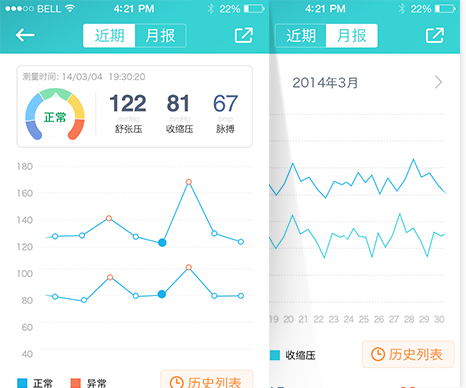 BELL 4:21 PM 22%
近期 月报
测量时间: 14/03/04 19:30:20
正常
122 81 67
mmHg mmHg bmp
舒张压 收缩压 脉搏
180
160
140
120
100
80
60
40
正常 异常
历史列表
4:21 PM 22%
近期 月报
2014年3月
19 20 21 22 23 24 25 26 27 28 29 30
收缩压
历史列表